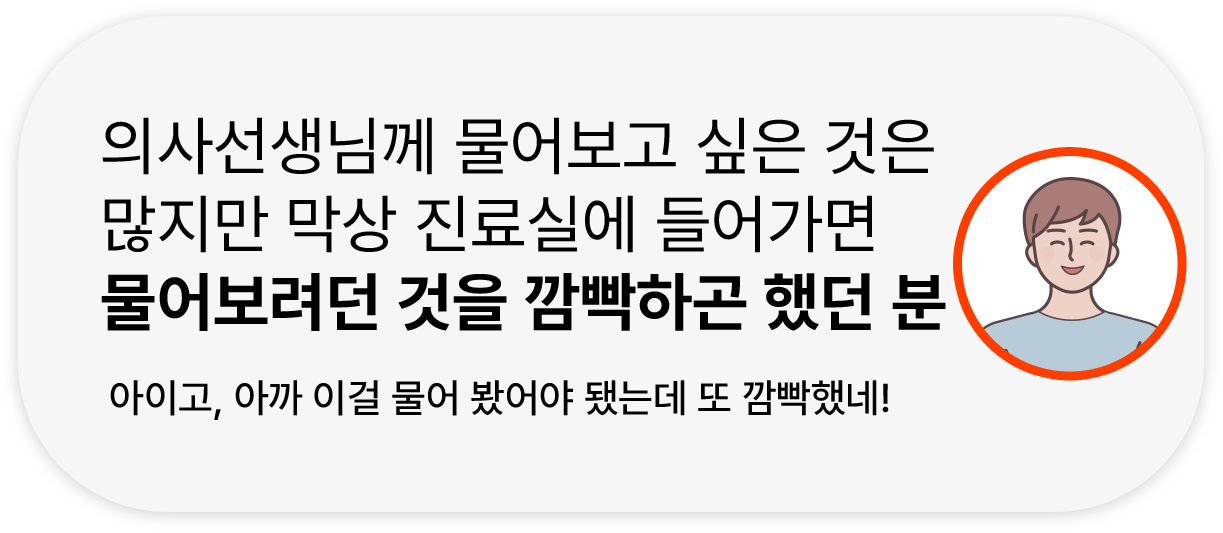 의사선생님께 물어보고 싶은 것은
많지만 막상 진료실에 들어가면
물어보려던 것을 깜빡하곤 했던 분
아이고, 아까 이걸 물어 봤어야 됐는데 또 깜빡했네!